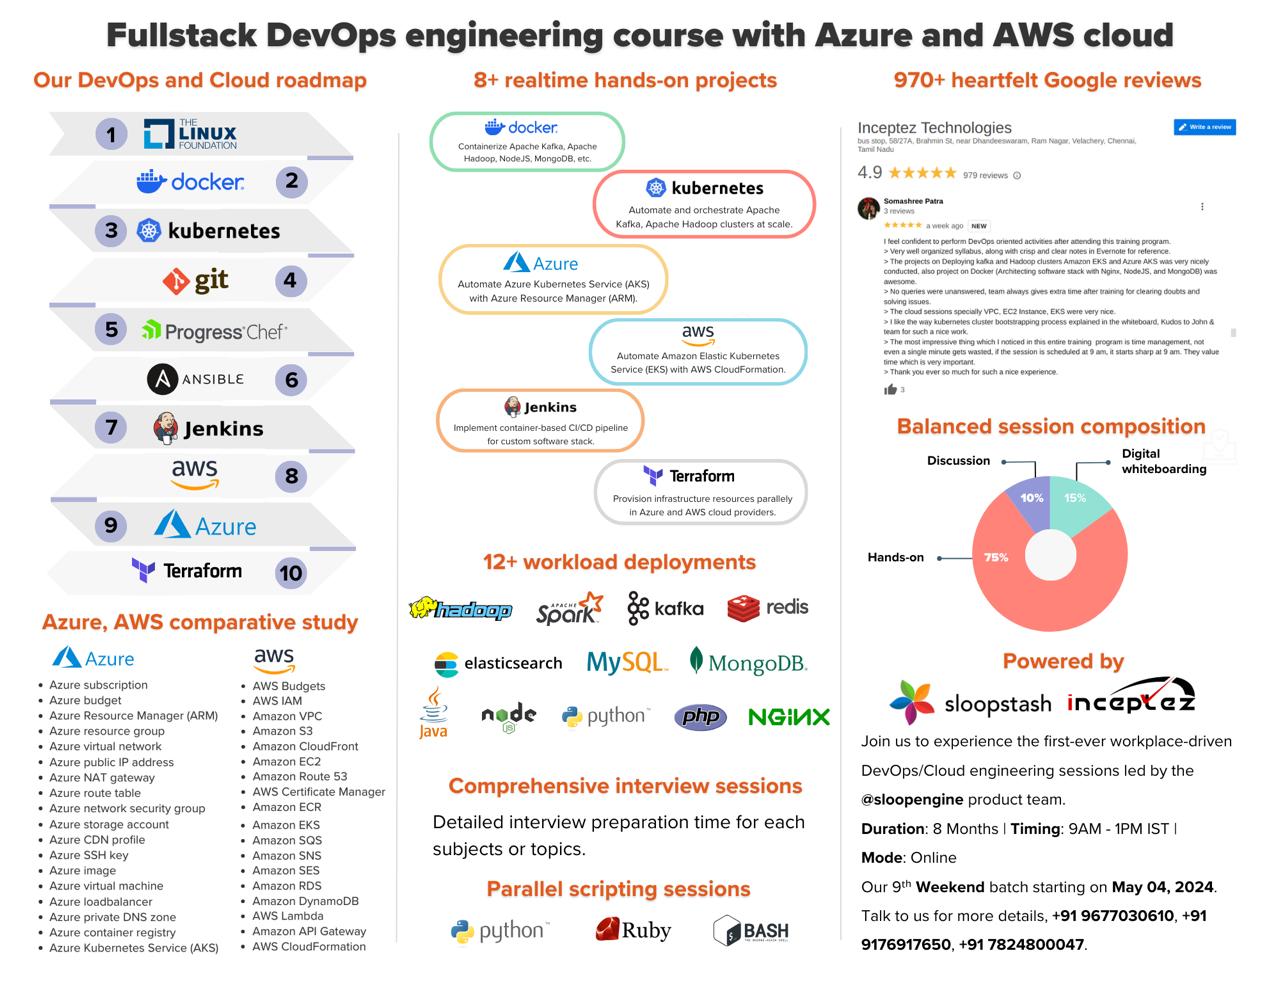 Fullstack DevOps engineering course with Azure and AWS cloud
Our DevOps and Cloud roadmap
1 THE LINUX FOUNDATION
docker 2
3 kubernetes
git 4
5 Progress Chef
ANSIBLE 6
7 Jenkins
aws 8
9 Azure
Terraform 10
Azure, AWS comparative study
Azure
• Azure subscription
• Azure budget
• Azure Resource Manager (ARM)
• Azure resource group
• Azure virtual network
• Azure public IP address
• Azure NAT gateway
• Azure route table
• Azure network security group
• Azure storage account
• Azure CDN profile
• Azure SSH key
• Azure image
• Azure virtual machine
• Azure loadbalancer
• Azure private DNS zone
• Azure container registry
• Azure Kubernetes Service (AKS)
aws
• AWS Budgets
• AWS IAM
• Amazon VPC
• Amazon S3
• Amazon CloudFront
• Amazon EC2
• Amazon Route 53
• AWS Certificate Manager
• Amazon ECR
• Amazon EKS
• Amazon SQS
• Amazon SNS
• Amazon SES
• Amazon RDS
• Amazon DynamoDB
• AWS Lambda
• Amazon API Gateway
• AWS CloudFormation
8+ realtime hands-on projects
docker
Containerize Apache Kafka, Apache
Hadoop, NodeJS, MongoDB, etc.
kubernetes
Automate and orchestrate Apache
Kafka, Apache Hadoop clusters at scale.
Azure
Automate Azure Kubernetes Service (AKS)
with Azure Resource Manager (ARM).
aws
Automate Amazon Elastic Kubernetes
Service (EKS) with AWS CloudFormation.
Jenkins
Implement container-based CI/CD pipeline
for custom software stack.
Terraform
Provision infrastructure resources parallely
in Azure and AWS cloud providers.
12+ workload deployments
hadoop APACHE Spark kafka redis
elasticsearch MySQL MongoDB
Java node JS python php NGINX
Comprehensive interview sessions
Detailed interview preparation time for each
subjects or topics.
Parallel scripting sessions
python Ruby BASH
THE BOURNE-AGAIN SHELL
970+ heartfelt Google reviews
Inceptez Technologies
Write a review
bus stop, 58/27A, Brahmin St, near Dhandeeswaram, Ram Nagar, Velachery, Chennai,
Tamil Nadu
4.9 979 reviews
Somashree Patra
3 reviews
a week ago NEW
I feel confident to perform DevOps oriented activities after attending this training program.
> Very well organized syllabus, along with crisp and clear notes in Evernote for reference.
> The projects on Deploying kafka and Hadoop clusters Amazon EKS and Azure AKS was very nicely
conducted, also project on Docker (Architecting software stack with Nginx, NodeJS, and MongoDB) was
awesome.
> No queries were unanswered, team always gives extra time after training for clearing doubts and
solving issues.
> The cloud sessions specially VPC, EC2 Instance, EKS were very nice.
> I like the way kubernetes cluster bootstrapping process explained in the whiteboard, Kudos to John &
team for such a nice work.
> The most impressive thing which I noticed in this entire training program is time management, not
even a single minute gets wasted, if the session is scheduled at 9 am, it starts sharp at 9 am. They value
time which is very important.
> Thank you ever so much for such a nice experience.
3
Balanced session composition
Discussion
Digital
whiteboarding
10% 15%
Hands-on 75%
Powered by
sloopstash inceptez
Join us to experience the first-ever workplace-driven
DevOps/Cloud engineering sessions led by the
@sloopengine product team.
Duration: 8 Months | Timing: 9AM - 1PM IST |
Mode: Online
Our 9th Weekend batch starting on May 04, 2024.
Talk to us for more details, +91 9677030610, +91
9176917650, +91 7824800047.